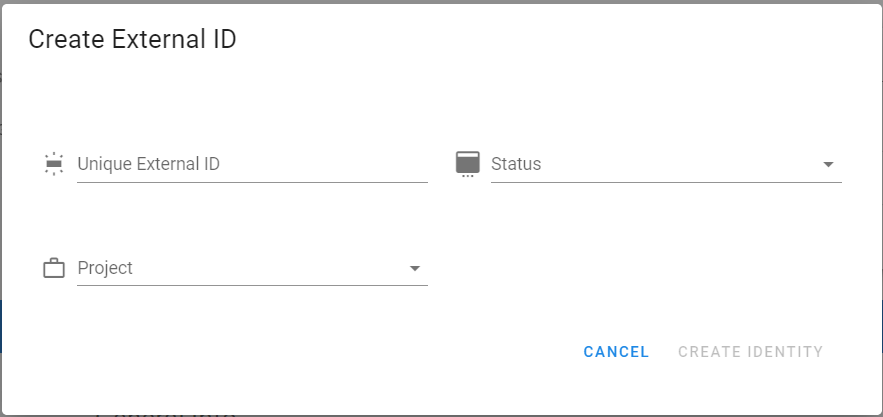 Create External ID
Unique External ID
Status
Project
CANCEL
CREATE IDENTITY